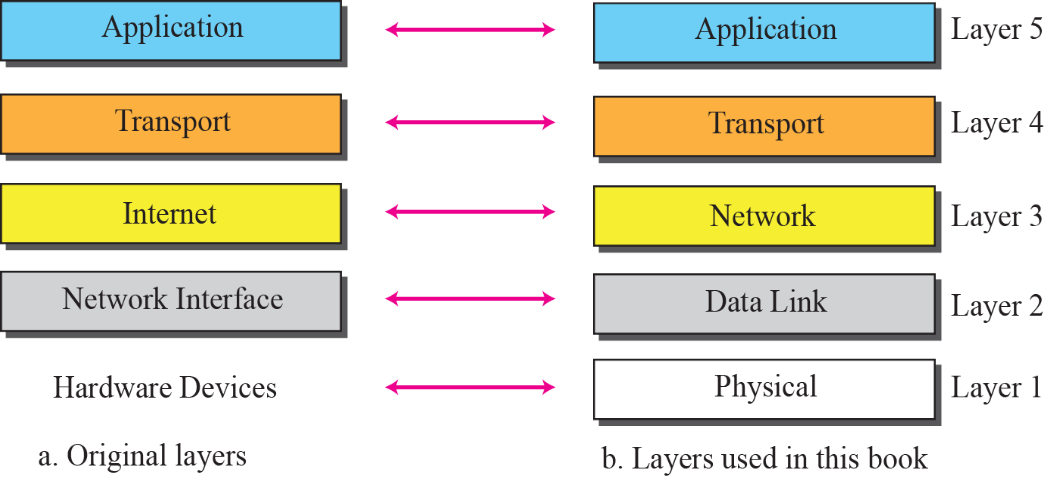 Application
Application
Layer 5
Transport
Transport
Layer 4
Internet
Network
Layer 3
Network Interface
Data Link
Layer 2
Hardware Devices
Physical
Layer 1
a. Original layers
b. Layers used in this book